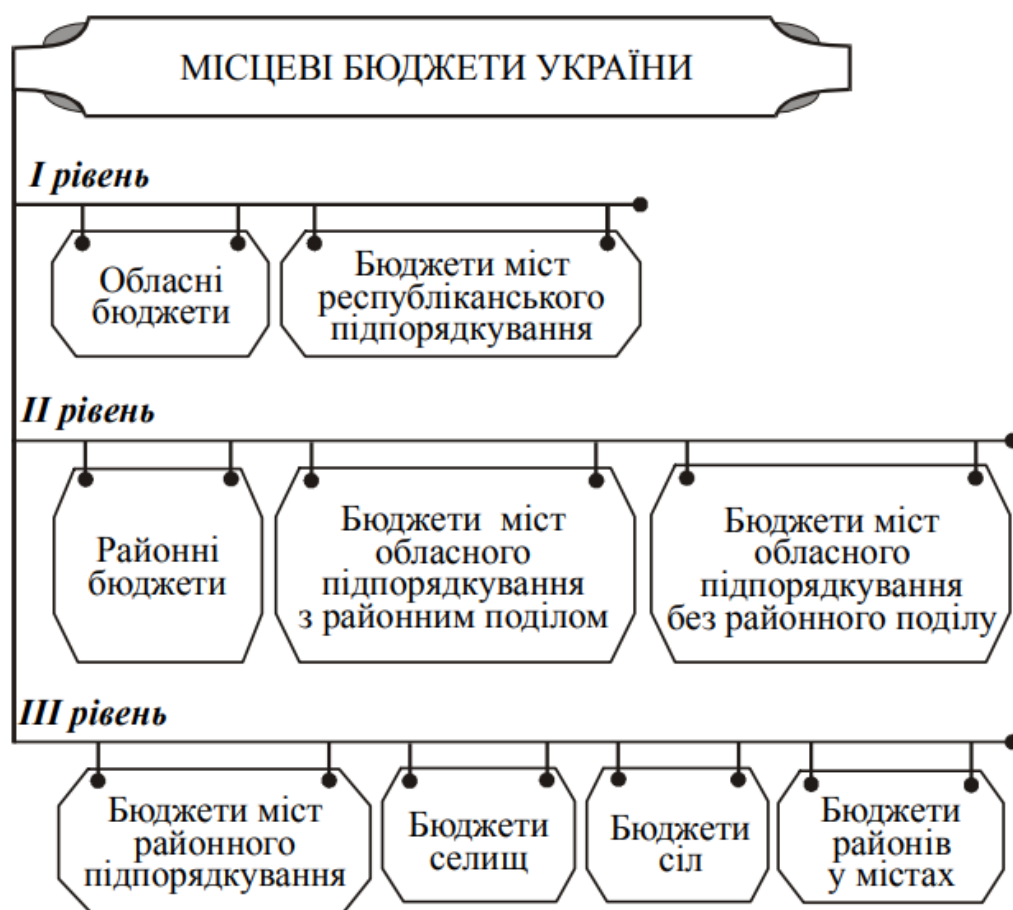 МІСЦЕВІ БЮДЖЕТИ УКРАЇНИ
I рівень
Обласні
бюджети
Бюджети міст
республіканського
підпорядкування
II рівень
Районні
бюджети
Бюджети міст
обласного
підпорядкування
з районним поділом
Бюджети міст
обласного
підпорядкування
без районного поділу
III рівень
Бюджети міст
районного
підпорядкування
Бюджети
селищ
Бюджети
сіл
Бюджети
районів
у містах